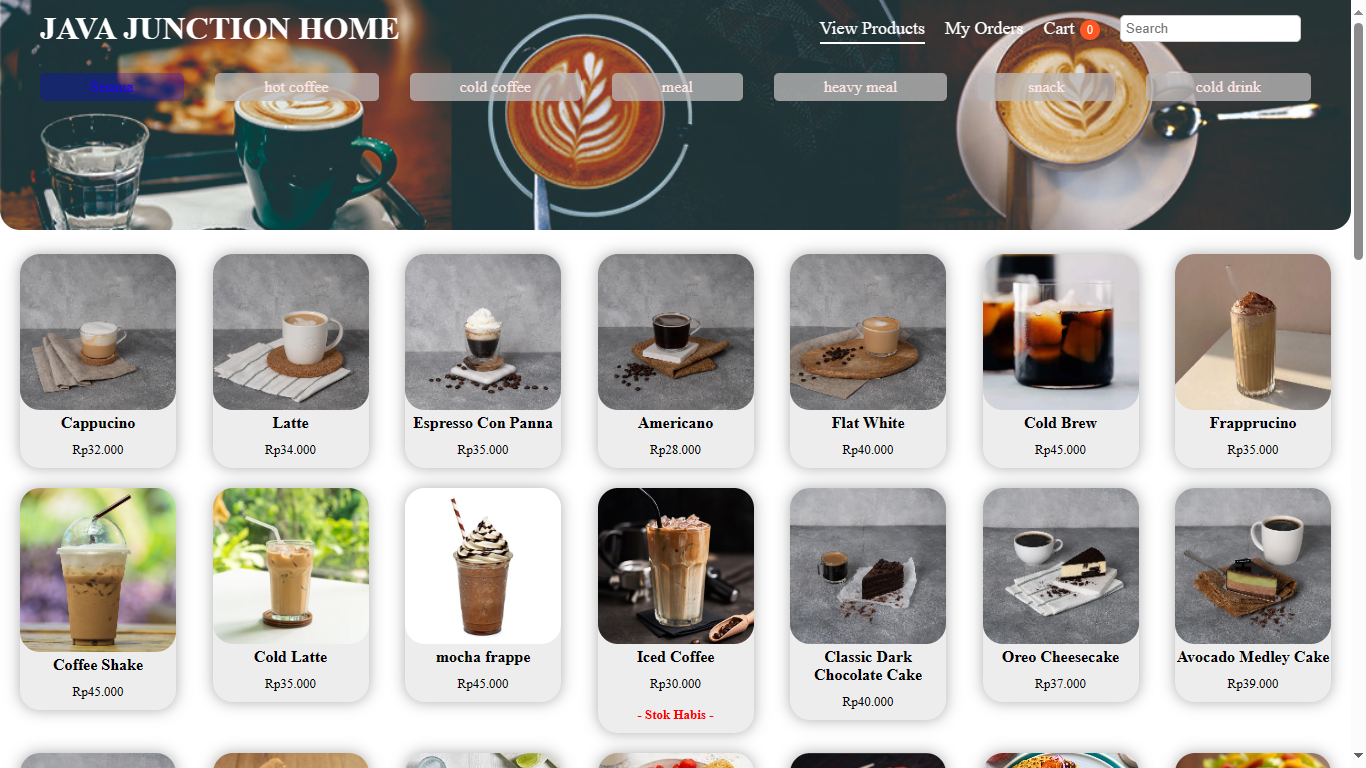 JAVA JUNCTION HOME
View Products
My Orders
Cart 0
Search
Semua
hot coffee
cold coffee
meal
heavy meal
snack
cold drink
Cappucino
Rp32.000
Latte
Rp34.000
Espresso Con Panna
Rp35.000
Americano
Rp28.000
Flat White
Rp40.000
Cold Brew
Rp45.000
Frapprucino
Rp35.000
Coffee Shake
Rp45.000
Cold Latte
Rp35.000
mocha frappe
Rp45.000
Iced Coffee
Rp30.000
- Stok Habis -
Classic Dark
Chocolate Cake
Rp40.000
Oreo Cheesecake
Rp37.000
Avocado Medley Cake
Rp39.000